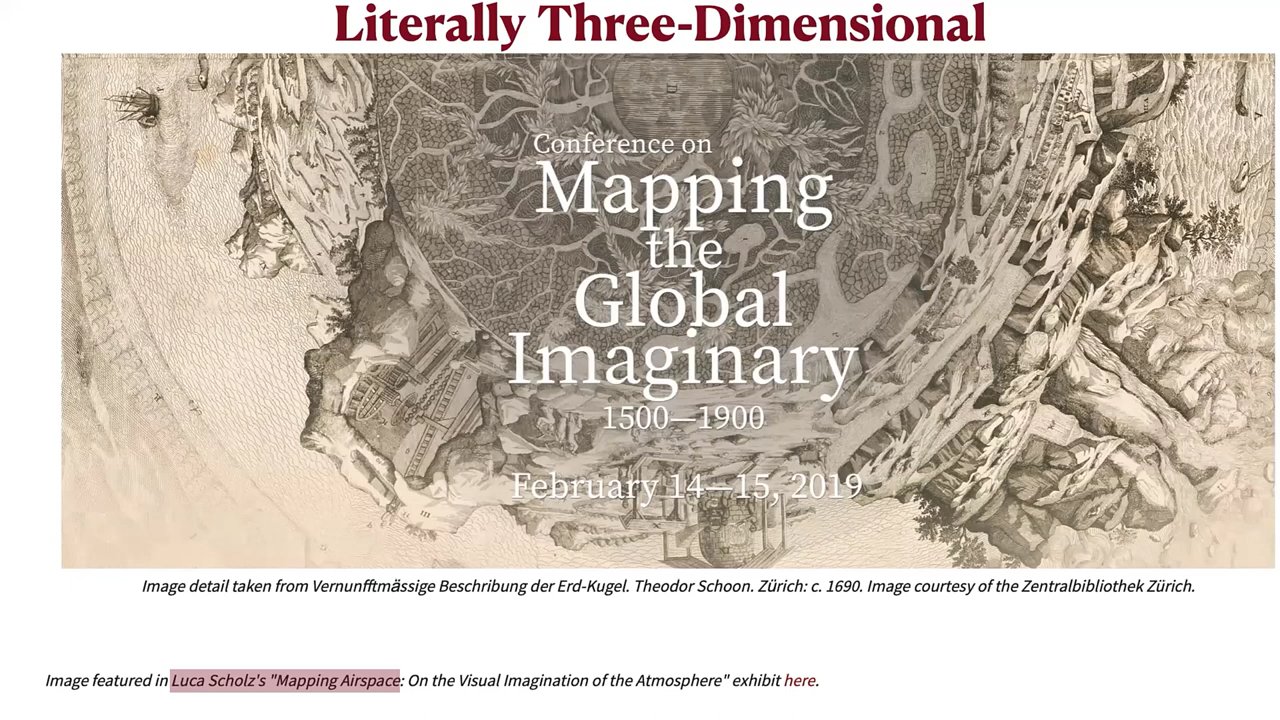 Literally Three-Dimensional
Conference on
Mapping
the
Global
Imaginary
1500—1900
February 14—15, 2019
Image detail taken from Vernunfftmässige Beschribung der Erd-Kugel. Theodor Schoon. Zürich: c. 1690. Image courtesy of the Zentralbibliothek Zürich.
Image featured in Luca Scholz's "Mapping Airspace: On the Visual Imagination of the Atmosphere" exhibit here.